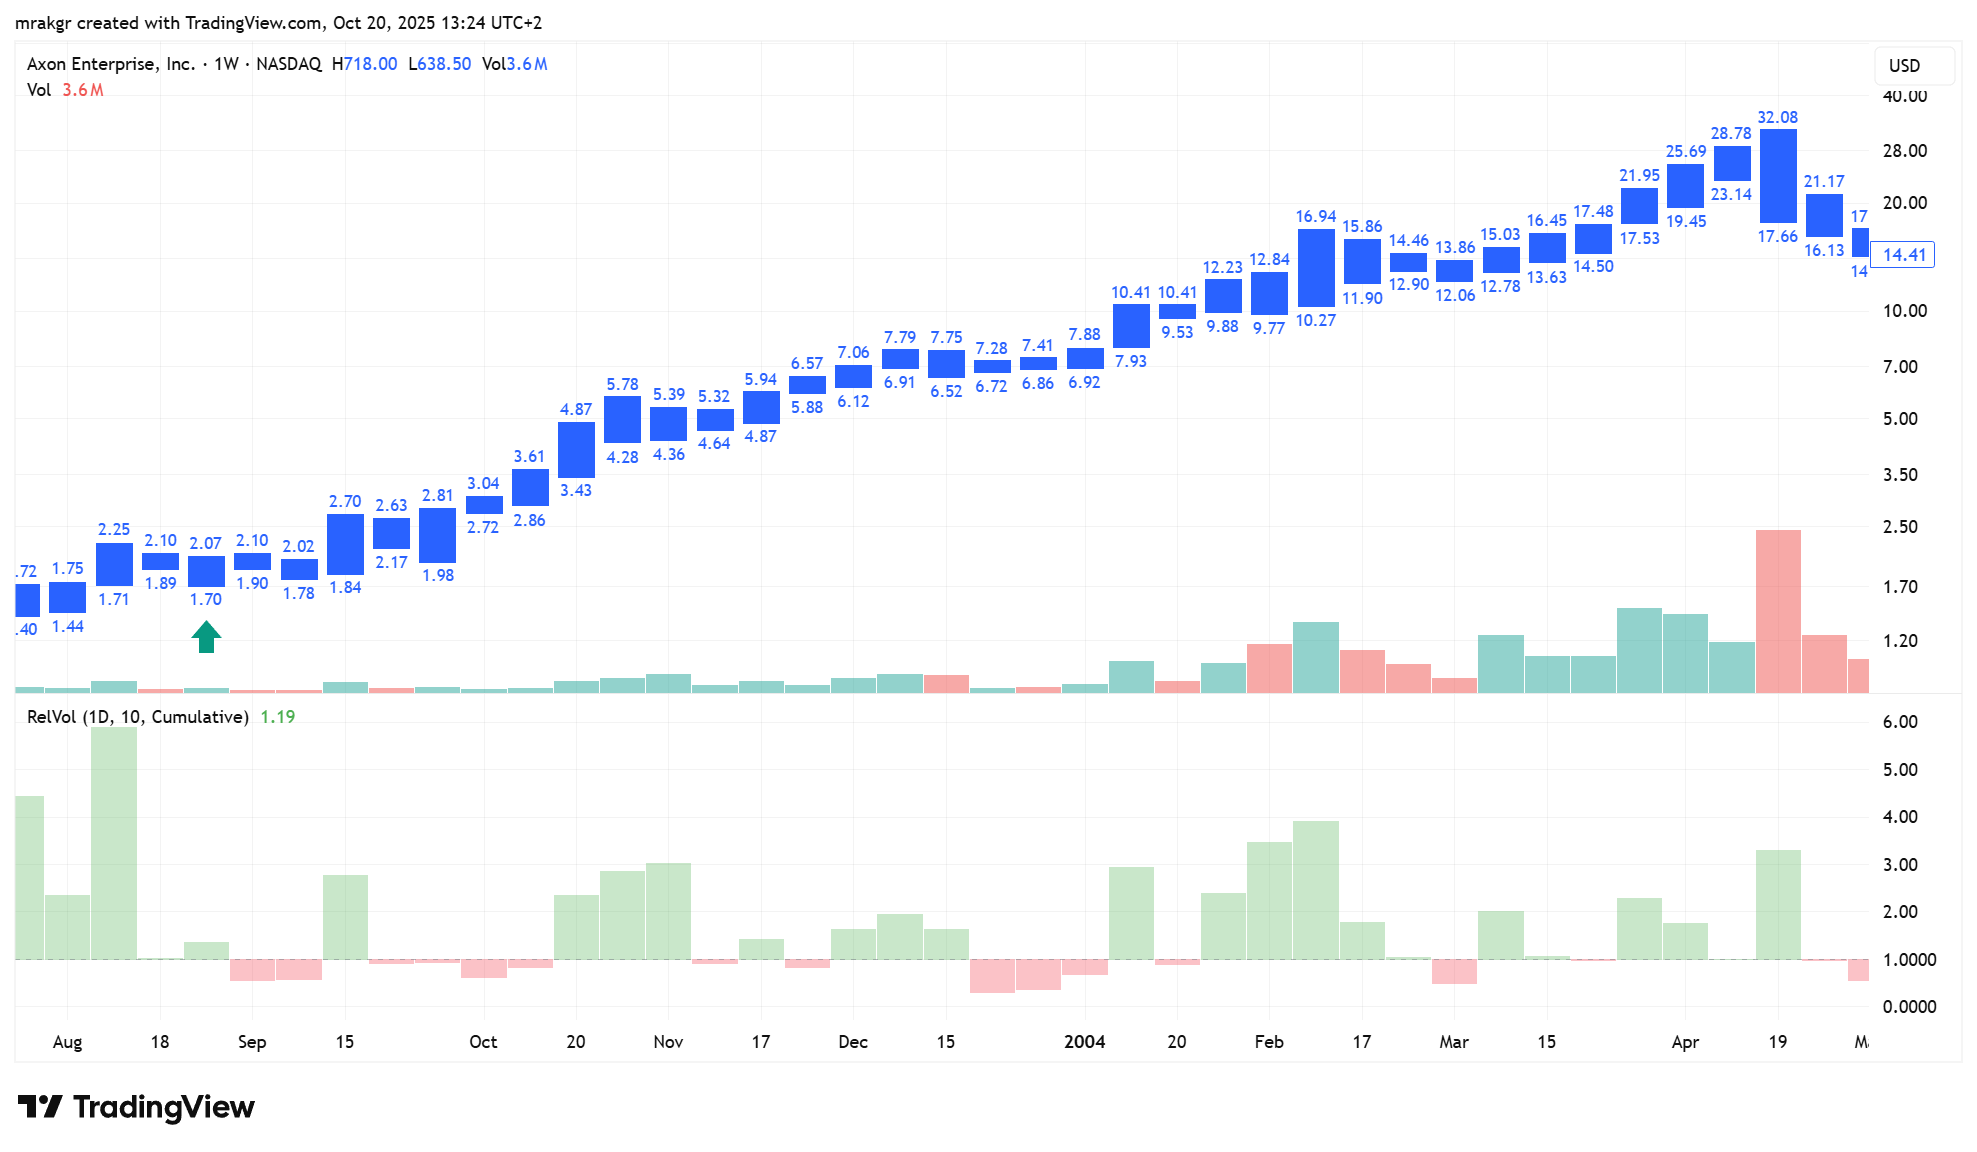 mrakgr created with TradingView.com, Oct 20, 2025 13:24 UTC+2
Axon Enterprise, Inc. · 1W · NASDAQ H718.00 L638.50 Vol3.6M
Vol 3.6M
USD
40.00
28.00
20.00
14.41
10.00
7.00
5.00
3.50
2.50
1.70
1.20
.72 1.75 2.25 2.10 2.07 2.10 2.02 2.70 2.63 2.81 3.04 3.61 4.87 5.78 5.39 5.32 5.94 6.57 7.06 7.79 7.75 7.28 7.41 7.88 10.41 10.41 12.23 12.84 16.94 15.86 14.46 13.86 15.03 16.45 17.48 21.95 25.69 28.78 32.08 21.17 17
.40 1.44 1.71 1.89 1.70 1.90 1.78 1.84 2.17 1.98 2.72 2.86 3.43 4.28 4.36 4.64 4.87 5.88 6.12 6.91 6.52 6.72 6.86 6.92 7.93 9.53 9.88 9.77 10.27 11.90 12.90 12.06 12.78 13.63 14.50 17.53 19.45 23.14 17.66 16.13 14
RelVol (1D, 10, Cumulative) 1.19
6.00
5.00
4.00
3.00
2.00
1.0000
0.0000
Aug 18 Sep 15 Oct 20 Nov 17 Dec 15 2004 20 Feb 17 Mar 15 Apr 19
TradingView